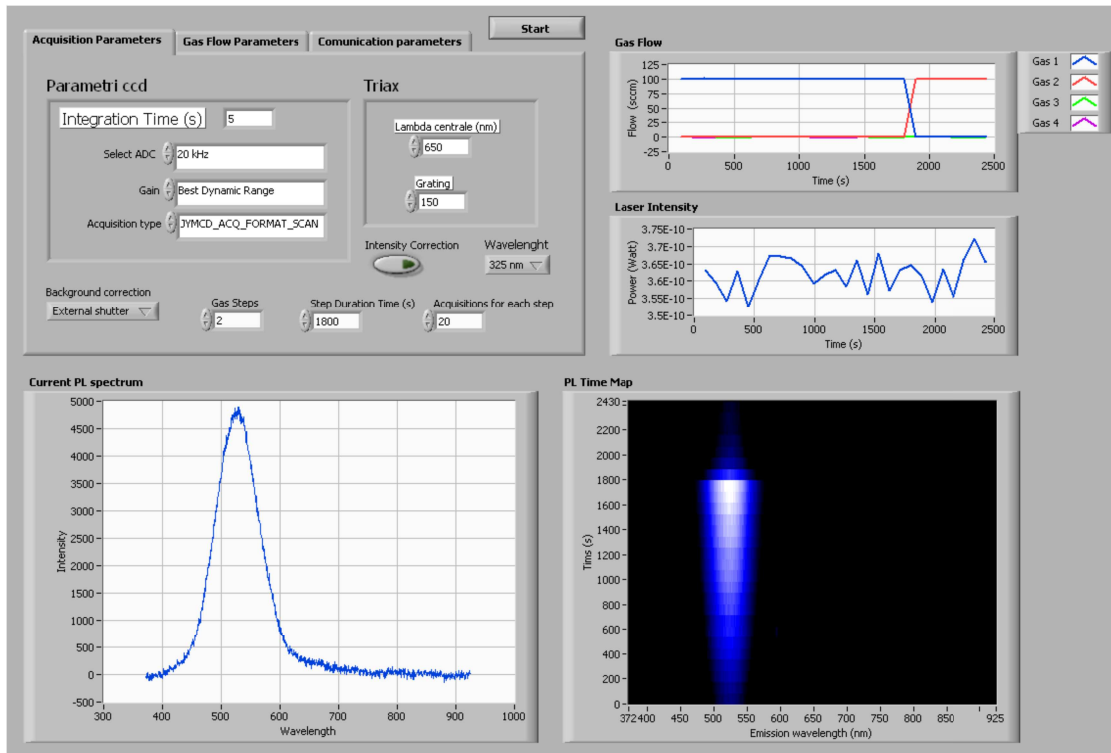 Start
Acquisition Parameters
Gas Flow Parameters
Comunication parameters
Parametri ccd
Integration Time (s)
5
Select ADC
20 kHz
Gain
Best Dynamic Range
Acquisition type
JYMCD_ACQ_FORMAT_SCAN
Triax
Lambda centrale (nm)
650
Grating
150
Intensity Correction
Wavelenght
325 nm
Background correction
External shutter
Gas Steps
2
Step Duration Time (s)
1800
Acquisitions for each step
20
Gas Flow
125
100
75
50
25
0
-25
Flow (sccm)
0
500
1000
1500
2000
2500
Time (s)
Gas 1
Gas 2
Gas 3
Gas 4
Laser Intensity
3.75E-10
3.7E-10
3.65E-10
3.6E-10
3.55E-10
3.5E-10
Power (Watt)
0
500
1000
1500
2000
2500
Time (s)
Current PL spectrum
5000
4500
4000
3500
3000
2500
2000
1500
1000
500
0
-500
Intensity
300
400
500
600
700
800
900
1000
Wavelength
PL Time Map
2430
2200
2000
1800
1600
1400
1200
1000
800
600
400
200
0
Tims (s)
372
400
450
500
550
600
650
700
750
800
850
925
Emission wavelength (nm)